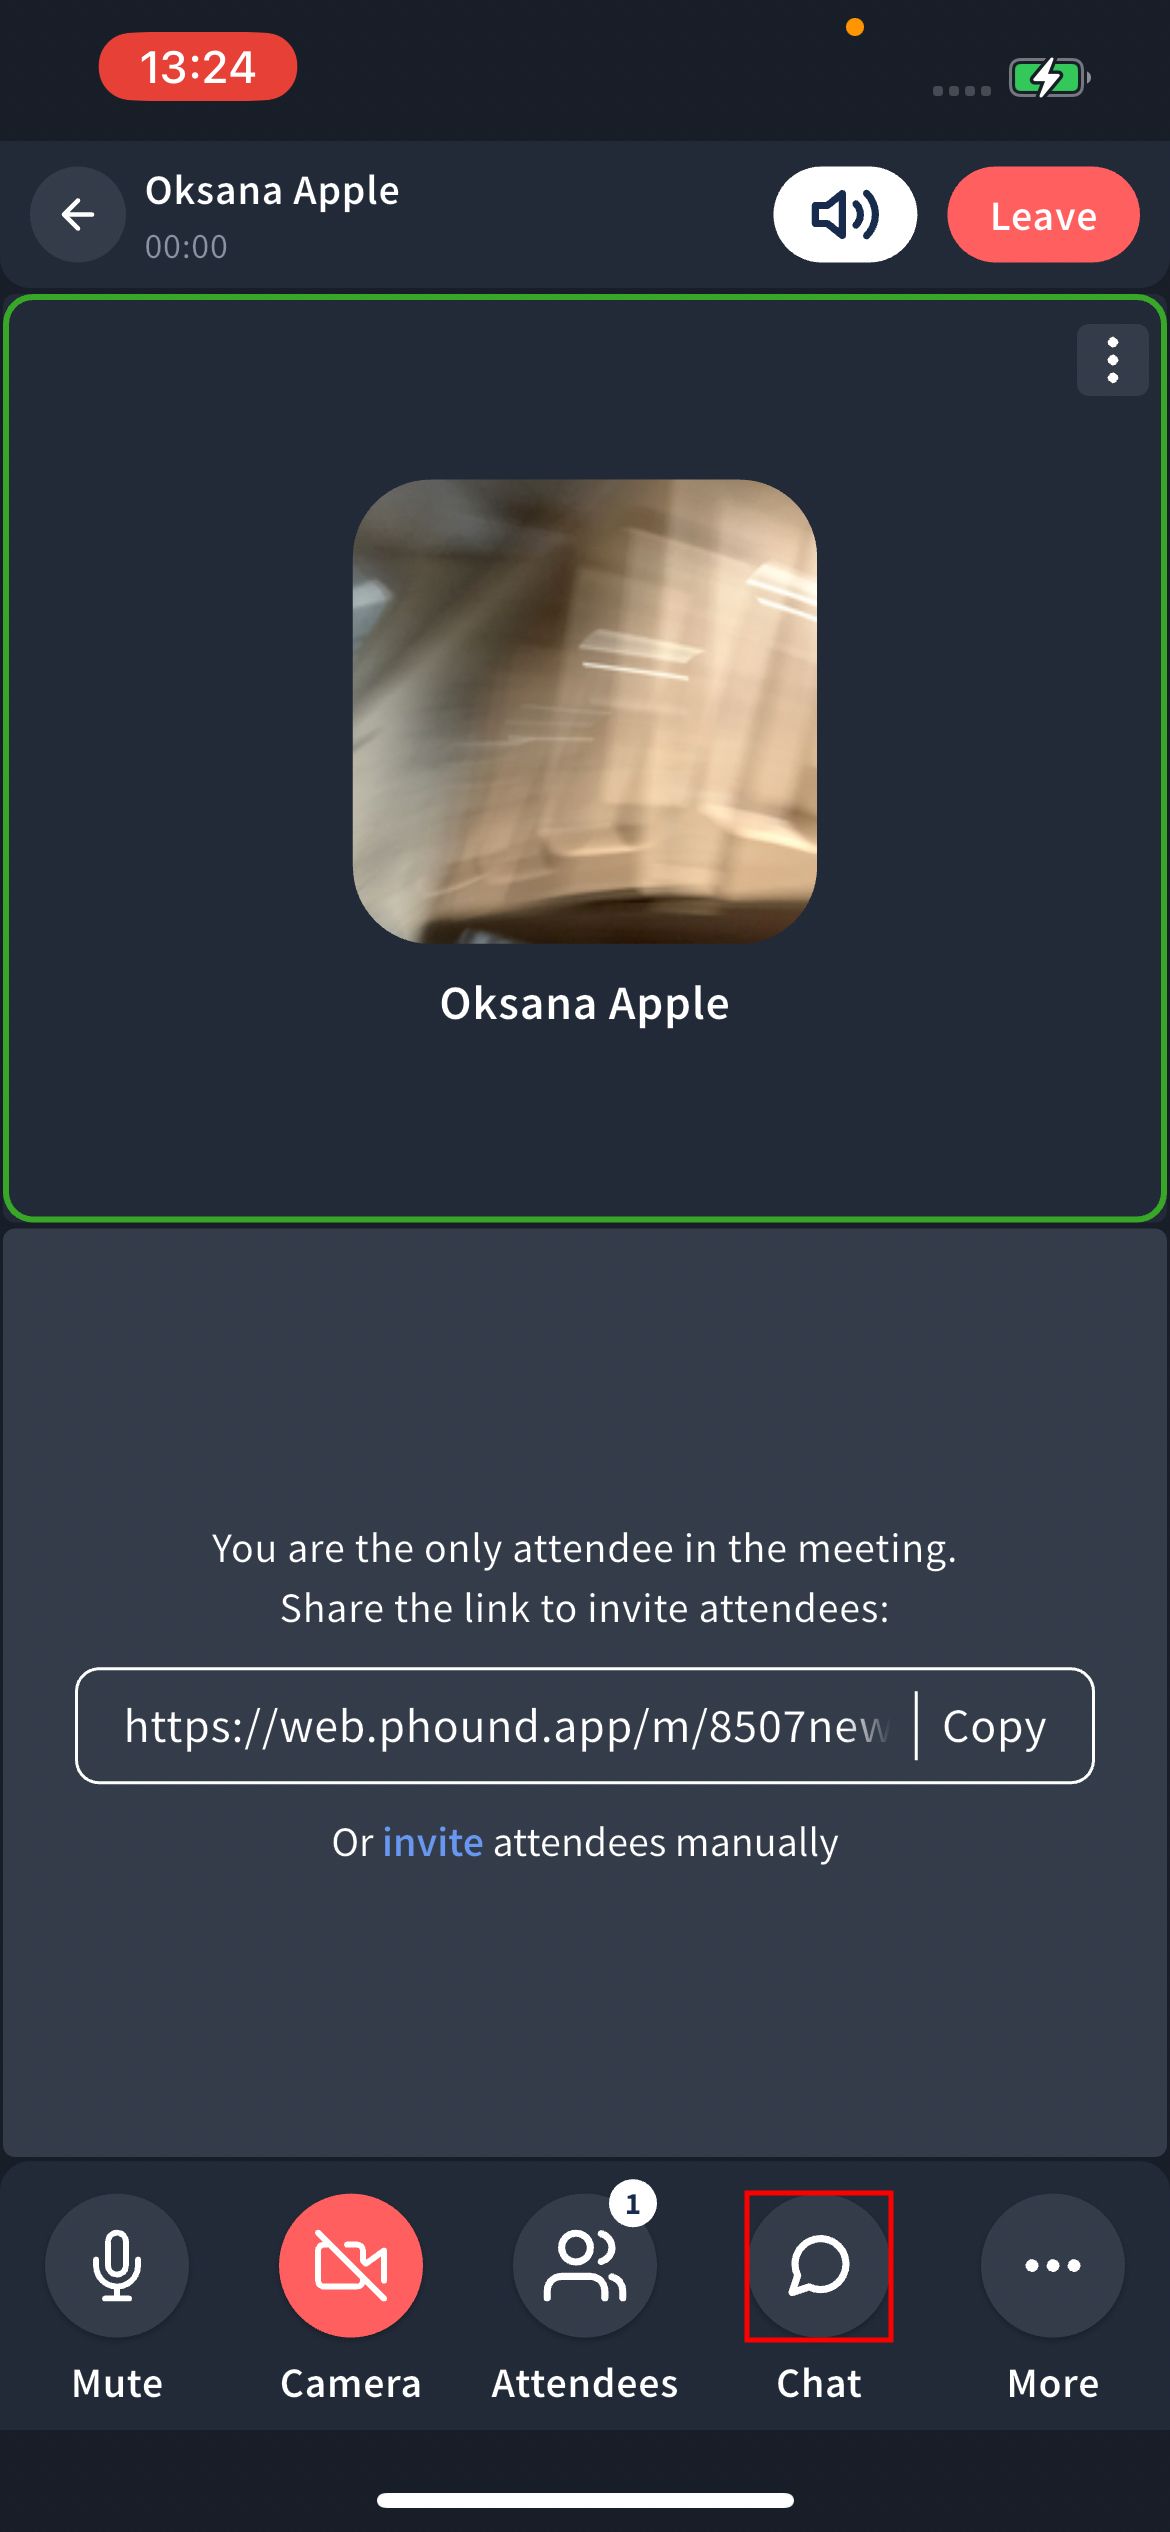 13:24
Oksana Apple
00:00
Leave
Oksana Apple
You are the only attendee in the meeting.
Share the link to invite attendees:
https://web.phound.app/m/8507new
Copy
Or invite attendees manually
1
Mute
Camera
Attendees
Chat
More